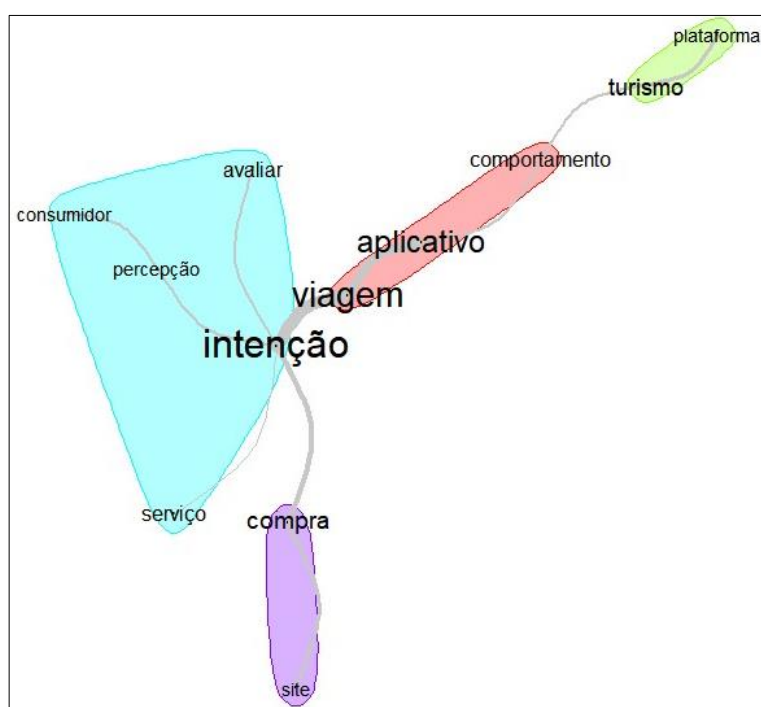 plataforma
turismo
comportamento
avaliar
consumidor
aplicativo
percepção
viagem
intenção
serviço
compra
site